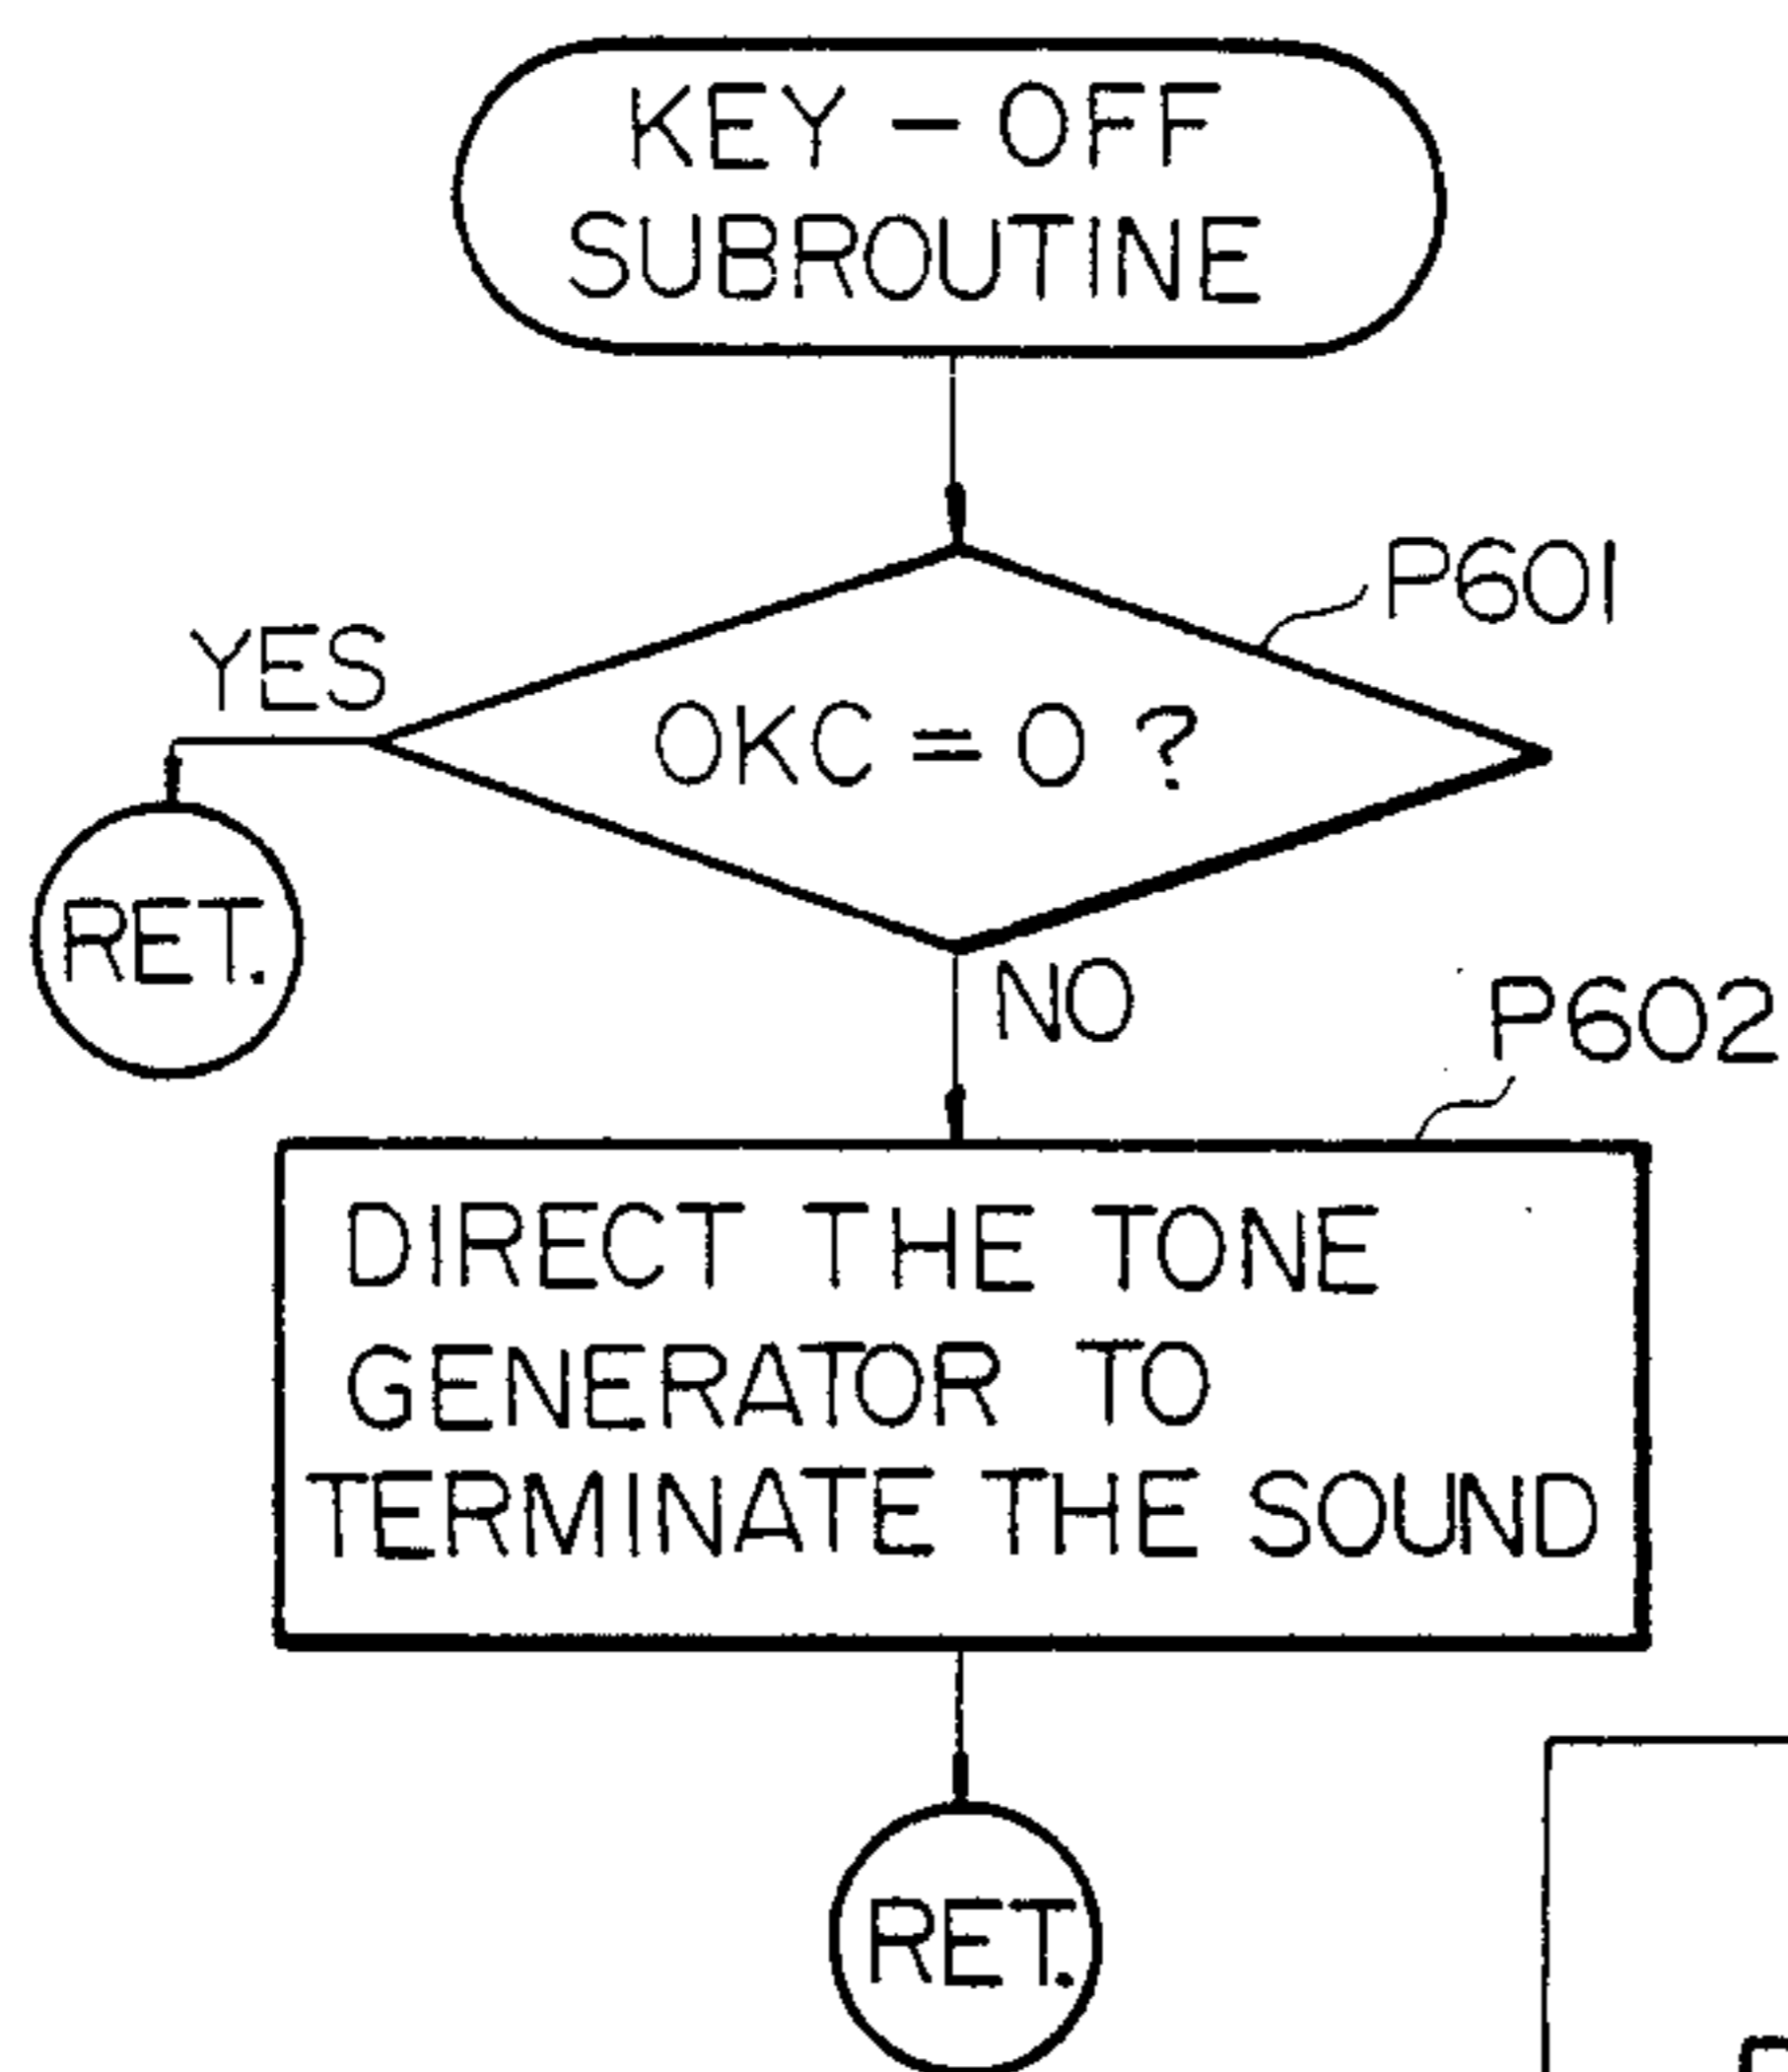 KEY-OFF
SUBROUTINE
P601
YES
OKC=0?
RET.
NO
P602
DIRECT THE TONE
GENERATOR TO
TERMINATE THE SOUND
RET.